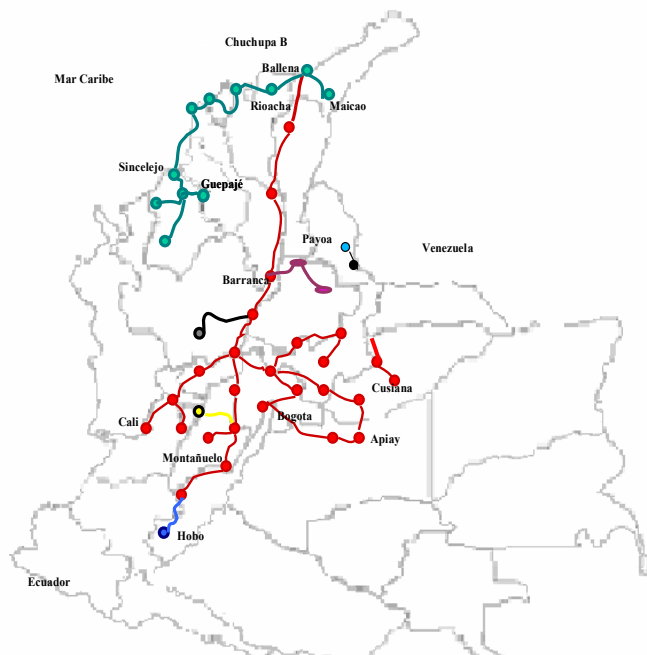 Chuchupa B
Ballena
Mar Caribe
Rioacha
Maicao
Sincelejo
Guepajé
Payoa
Venezuela
Barranca
Cusiana
Cali
Bogota
Apiay
Montañuelo
Hobo
Ecuador